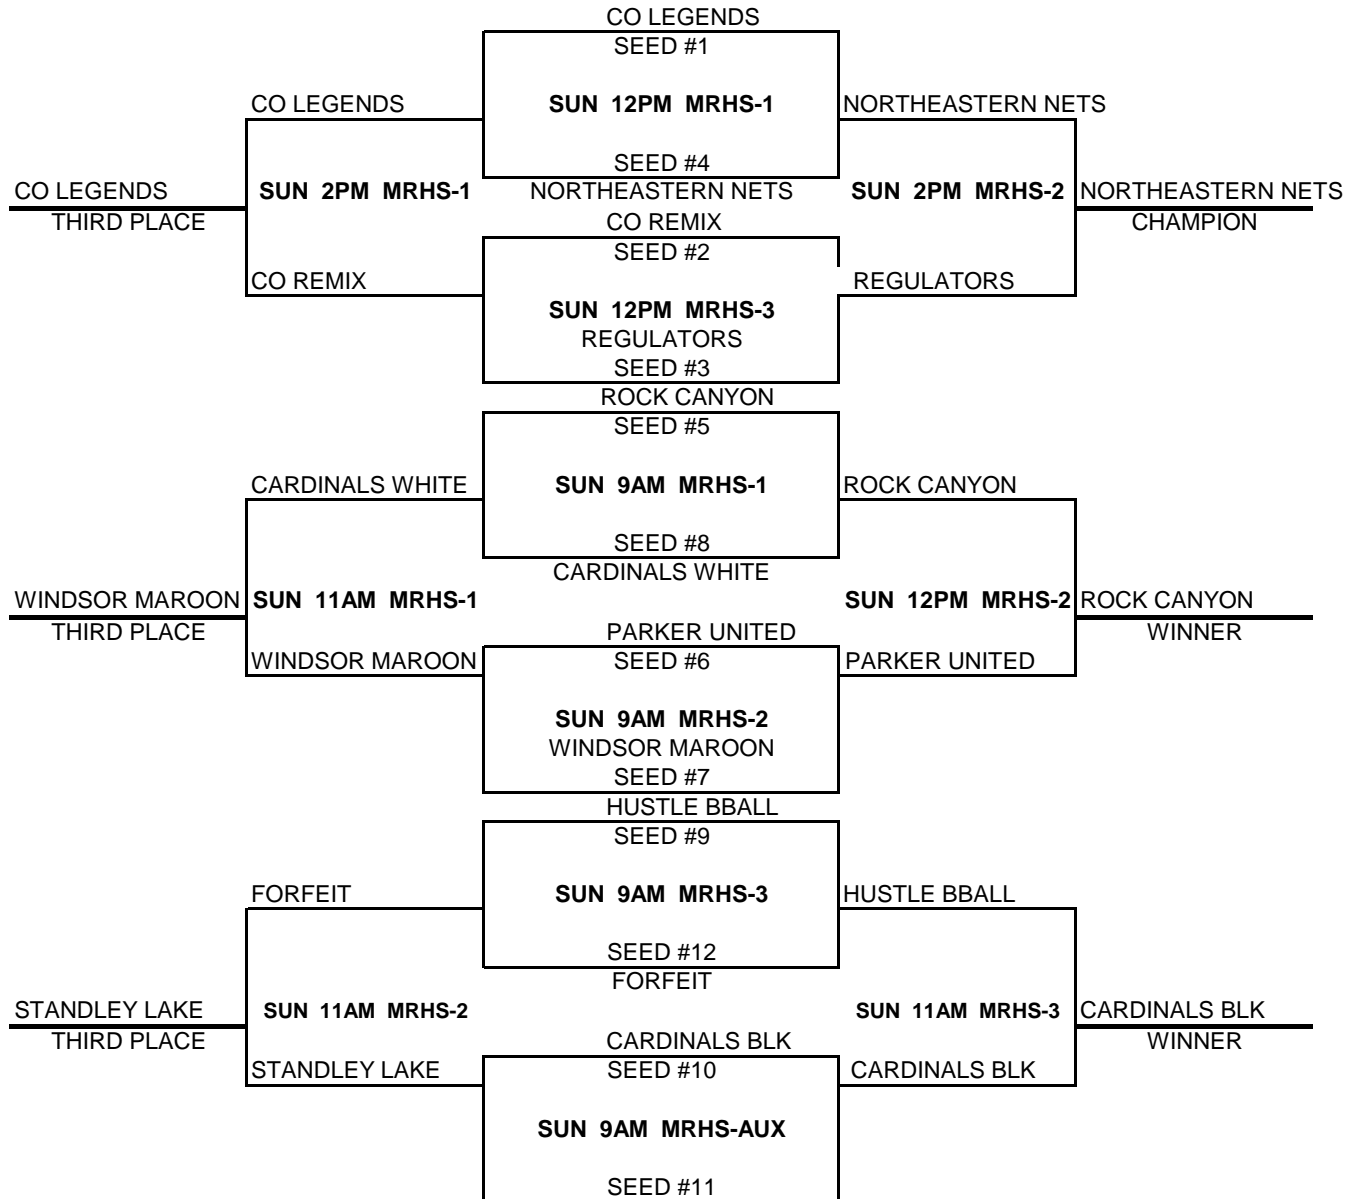 CO LEGENDS
SEED #1
CO LEGENDS SUN 12PM MRHS-1 NORTHEASTERN NETS
SEED #4
CO LEGENDS SUN 2PM MRHS-1 NORTHEASTERN NETS SUN 2PM MRHS-2 NORTHEASTERN NETS
THIRD PLACE CO REMIX CHAMPION
SEED #2
CO REMIX REGULATORS
SUN 12PM MRHS-3
REGULATORS
SEED #3
ROCK CANYON
SEED #5
CARDINALS WHITE SUN 9AM MRHS-1 ROCK CANYON
SEED #8
CARDINALS WHITE
WINDSOR MAROON SUN 11AM MRHS-1 SUN 12PM MRHS-2 ROCK CANYON
THIRD PLACE PARKER UNITED WINNER
WINDSOR MAROON SEED #6 PARKER UNITED
SUN 9AM MRHS-2
WINDSOR MAROON
SEED #7
HUSTLE BBALL
SEED #9
FORFEIT SUN 9AM MRHS-3 HUSTLE BBALL
SEED #12
FORFEIT
STANDLEY LAKE SUN 11AM MRHS-2 SUN 11AM MRHS-3 CARDINALS BLK
THIRD PLACE CARDINALS BLK WINNER
STANDLEY LAKE SEED #10 CARDINALS BLK
SUN 9AM MRHS-AUX
SEED #11